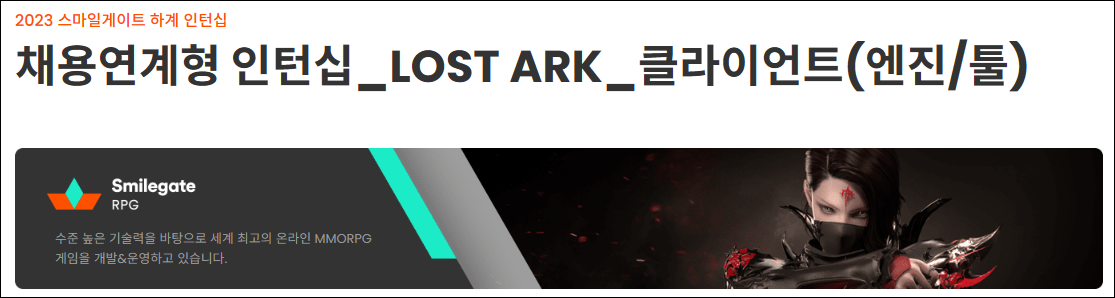 2023 스마일게이트 하계 인턴십
채용연계형 인턴십_LOST ARK_클라이언트(엔진/툴)
Smilegate
RPG
수준 높은 기술력을 바탕으로 세계 최고의 온라인 MMORPG
게임을 개발&운영하고 있습니다.